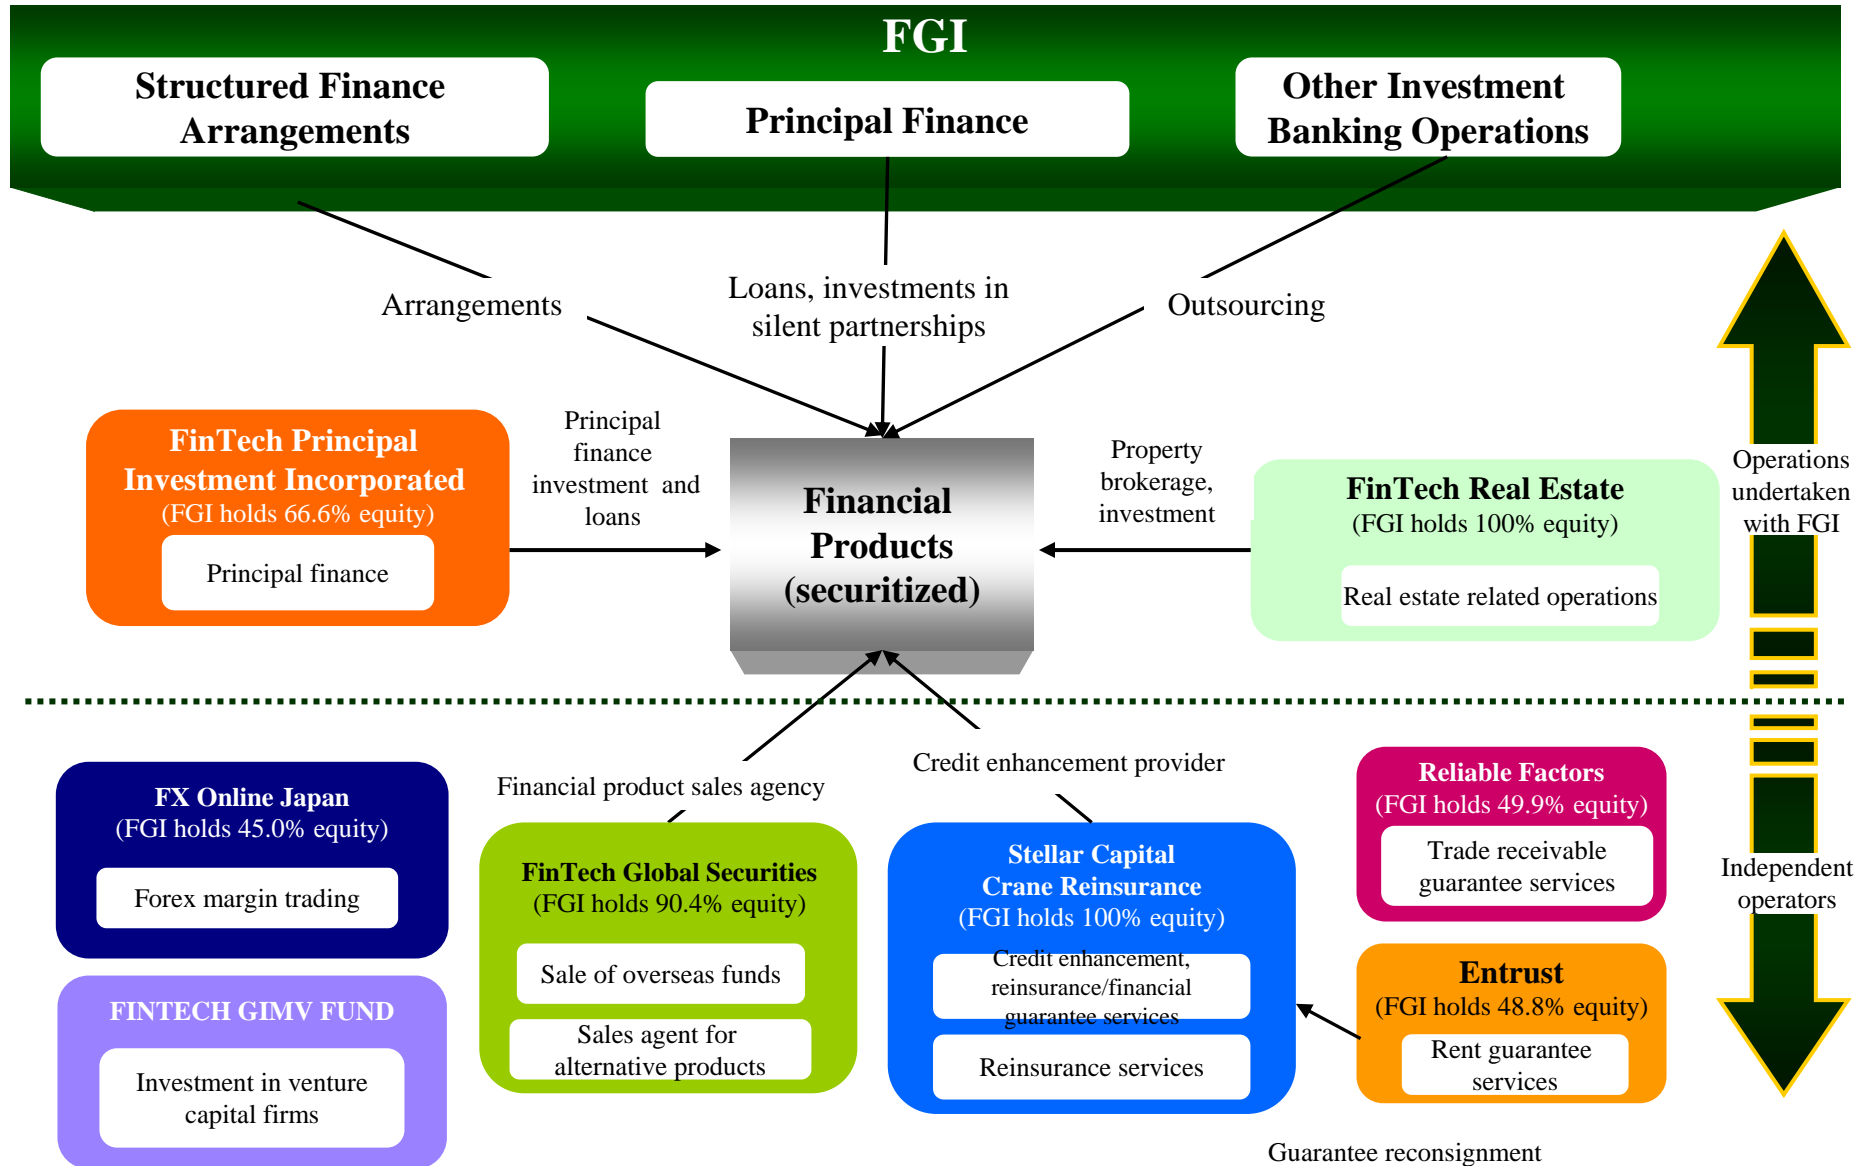 FGI
Structured Finance
Arrangements
Principal Finance
Other Investment
Banking Operations
Arrangements
Loans, investments in
silent partnerships
Outsourcing
FinTech Principal
Investment Incorporated
(FGI holds 66.6% equity)
Principal finance
Principal
finance
investment and
loans
Financial
Products
(securitized)
Property
brokerage,
investment
FinTech Real Estate
(FGI holds 100% equity)
Real estate related operations
Operations
undertaken
with FGI
FX Online Japan
(FGI holds 45.0% equity)
Forex margin trading
FINTECH GIMV FUND
Investment in venture
capital firms
Financial product sales agency
FinTech Global Securities
(FGI holds 90.4% equity)
Sale of overseas funds
Sales agent for
alternative products
Credit enhancement provider
Stellar Capital
Crane Reinsurance
(FGI holds 100% equity)
Credit enhancement,
reinsurance/financial
guarantee services
Reinsurance services
Reliable Factors
(FGI holds 49.9% equity)
Trade receivable
guarantee services
Entrust
(FGI holds 48.8% equity)
Rent guarantee
services
Independent
operators
Guarantee reconsignment